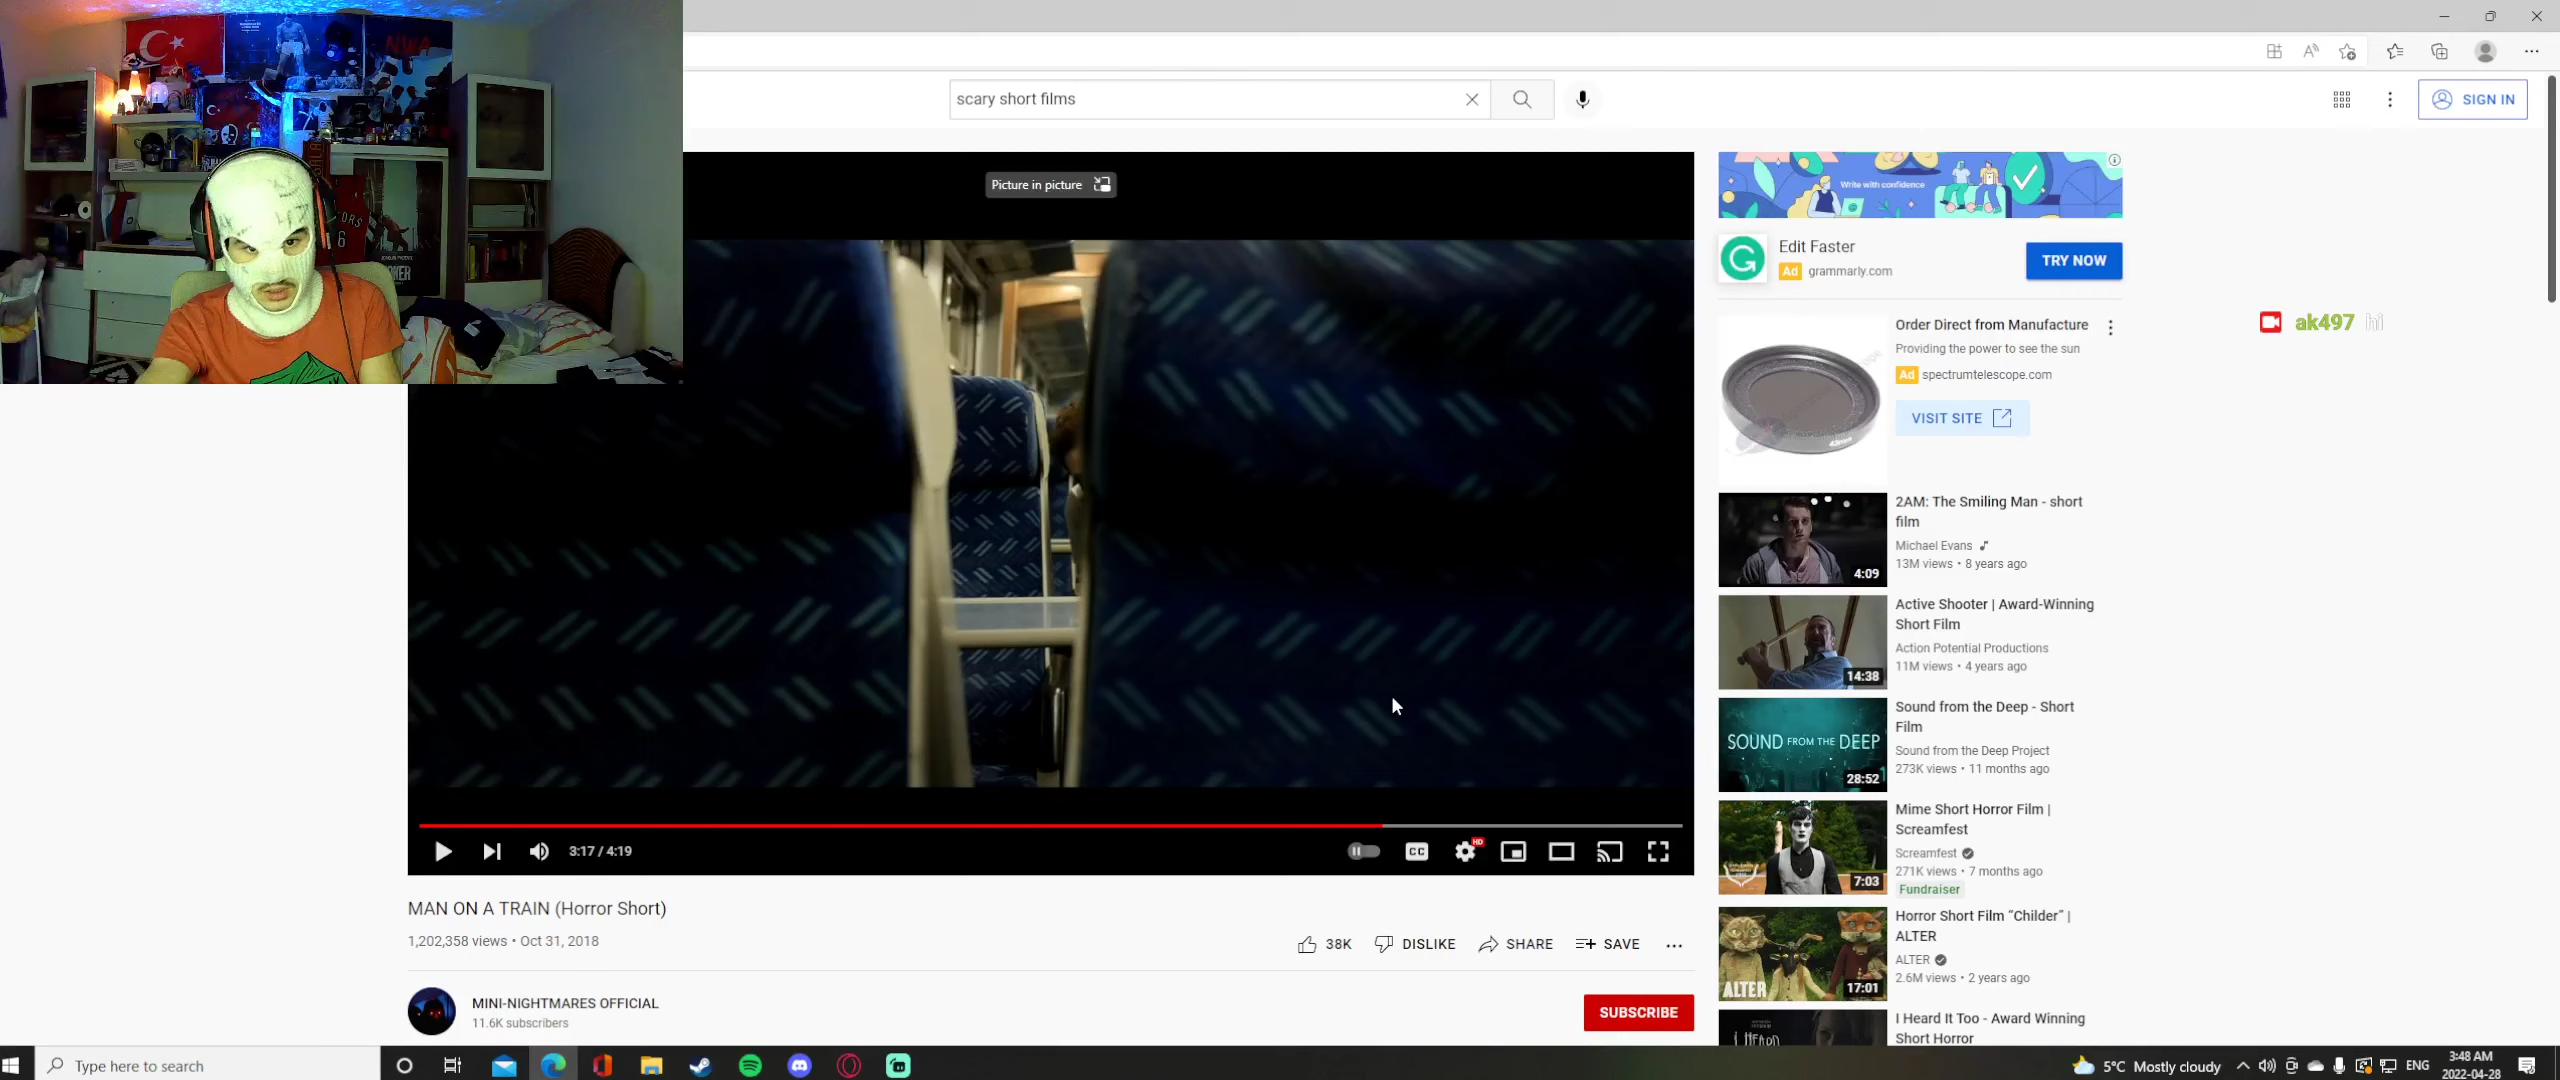 NWA
6
JOKER
scary short films
SIGN IN
Picture in picture
Write with confidence
Edit Faster
Ad grammarly.com
TRY NOW
Order Direct from Manufacture
Providing the power to see the sun
Ad spectrumtelescope.com
VISIT SITE
ak497 hi
2AM: The Smiling Man - short
film
Michael Evans
13M views • 8 years ago
4:09
Active Shooter | Award-Winning
Short Film
Action Potential Productions
11M views • 4 years ago
14:38
Sound from the Deep - Short
Film
Sound from the Deep Project
273K views • 11 months ago
SOUND FROM THE DEEP
28:52
Mime Short Horror Film |
Screamfest
Screamfest
271K views • 7 months ago
Fundraiser
7:03
Horror Short Film “Childer” |
ALTER
ALTER
2.6M views • 2 years ago
ALTER
17:01
I Heard It Too - Award Winning
Short Horror
I HEARD
3:17 / 4:19
CC
HD
MAN ON A TRAIN (Horror Short)
1,202,358 views • Oct 31, 2018
38K
DISLIKE
SHARE
SAVE
MINI-NIGHTMARES OFFICIAL
11.6K subscribers
SUBSCRIBE
Type here to search
5°C Mostly cloudy
ENG
3:48 AM
2022-04-28